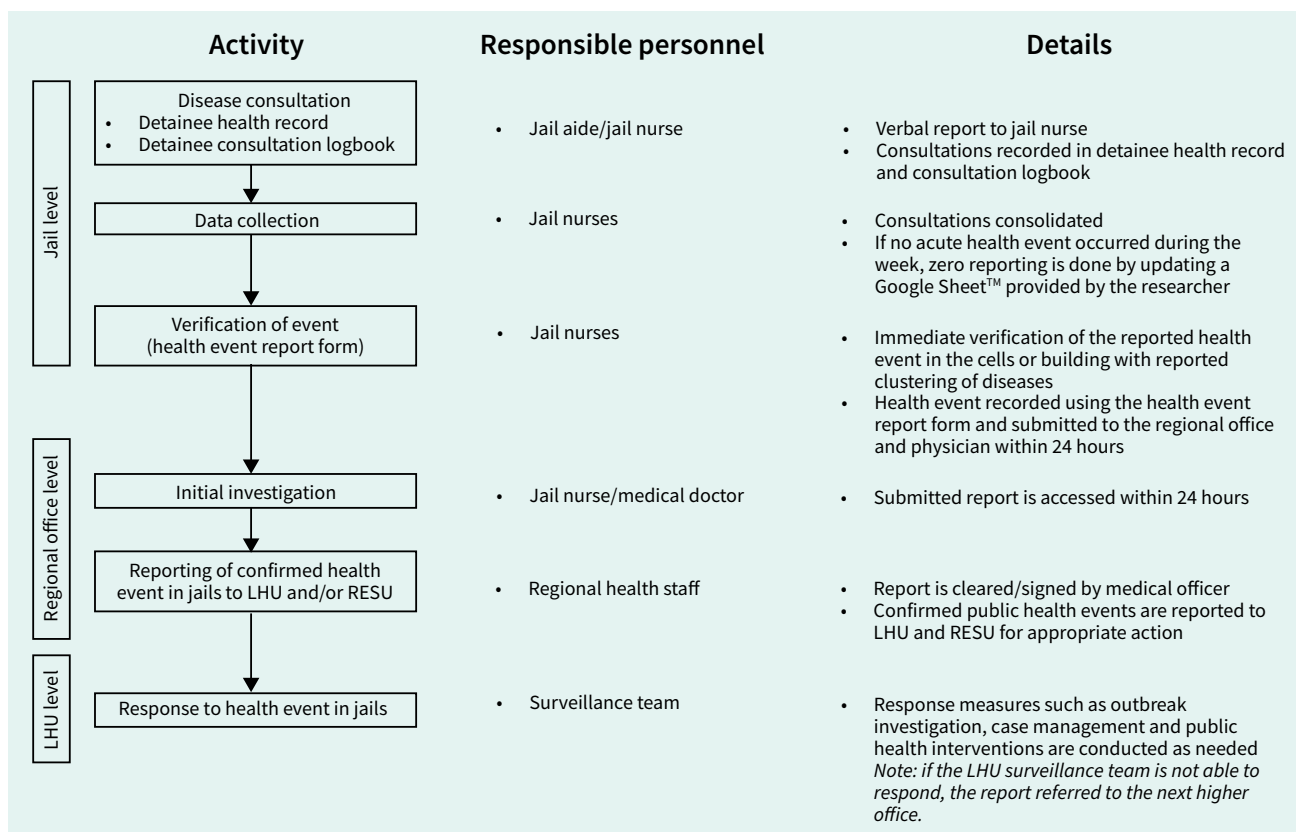 Activity
Responsible personnel
Details
Jail level
Disease consultation
• Detainee health record
• Detainee consultation logbook
• Jail aide/jail nurse
• Verbal report to jail nurse
• Consultations recorded in detainee health record
and consultation logbook
Data collection
• Jail nurses
• Consultations consolidated
• If no acute health event occurred during the
week, zero reporting is done by updating a
Google Sheet™ provided by the researcher
Verification of event
(health event report form)
• Jail nurses
• Immediate verification of the reported health
event in the cells or building with reported
clustering of diseases
• Health event recorded using the health event
report form and submitted to the regional office
and physician within 24 hours
Regional office level
Initial investigation
• Jail nurse/medical doctor
• Submitted report is accessed within 24 hours
Reporting of confirmed health
event in jails to LHU and/or RESU
• Regional health staff
• Report is cleared/signed by medical officer
• Confirmed public health events are reported to
LHU and RESU for appropriate action
LHU level
Response to health event in jails
• Surveillance team
• Response measures such as outbreak
investigation, case management and public
health interventions are conducted as needed
Note: if the LHU surveillance team is not able to
respond, the report referred to the next higher
office.